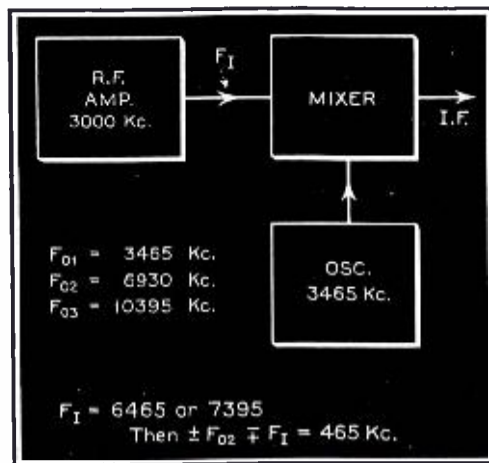 R.F.
AMP.
3000 Kc.
F_I
MIXER
I.F.
OSC.
3465 Kc.
F_01 = 3465 Kc.
F_02 = 6930 Kc.
F_03 = 10395 Kc.
F_I = 6465 or 7395
Then ± F_02 ∓ F_I = 465 Kc.